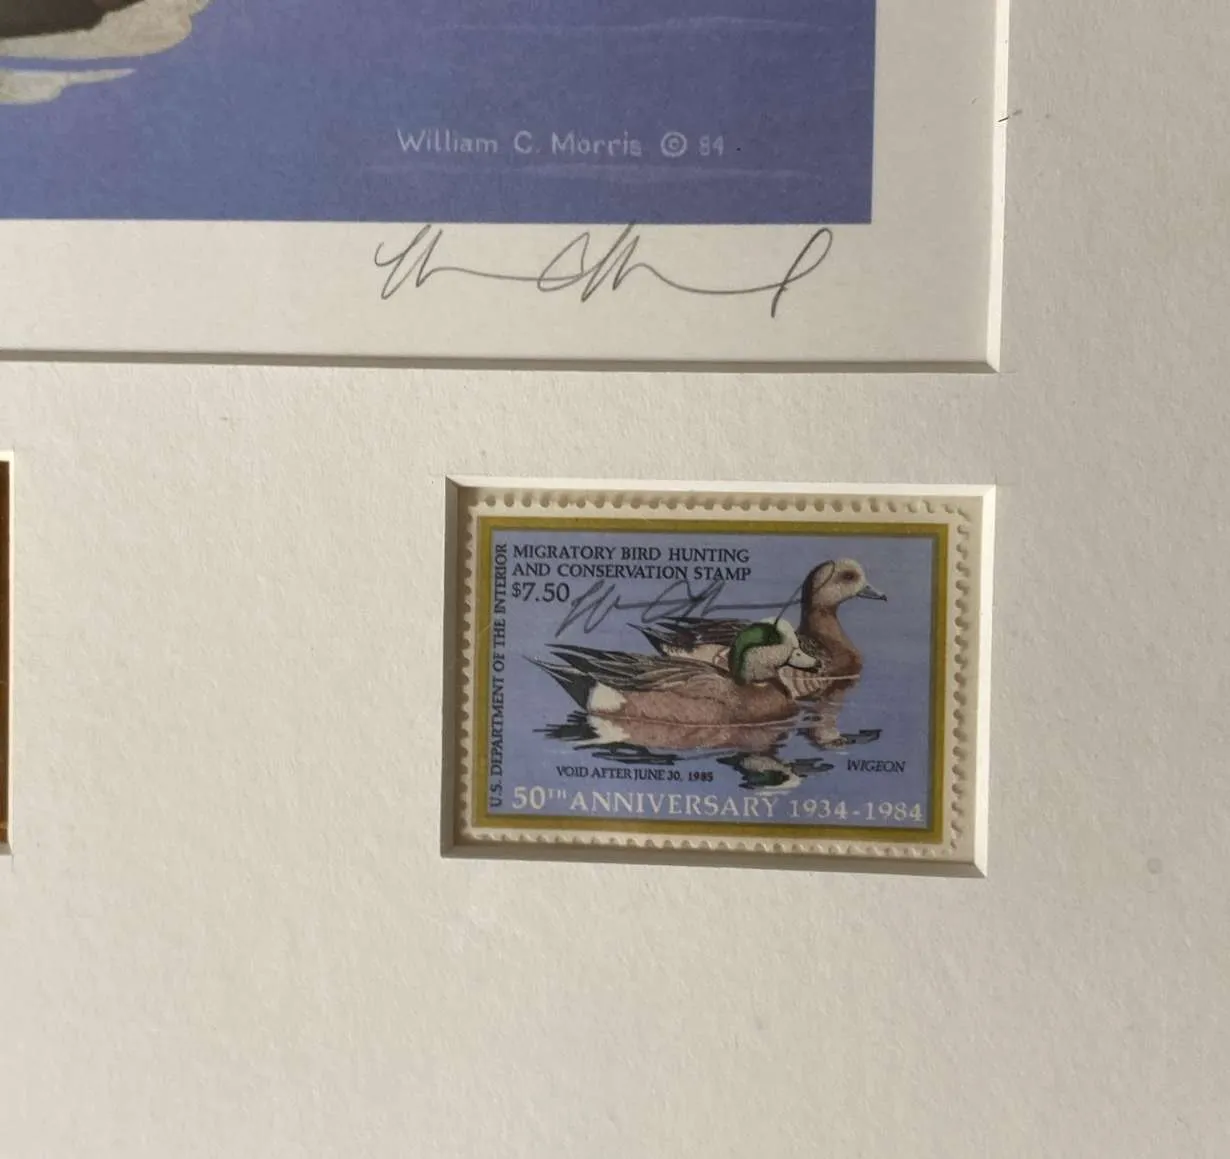 William C. Morris © 84
MIGRATORY BIRD HUNTING
AND CONSERVATION STAMP
$7.50
U.S. DEPARTMENT OF THE INTERIOR
VOID AFTER JUNE 30, 1985
WIGEON
50TH ANNIVERSARY 1934-1984